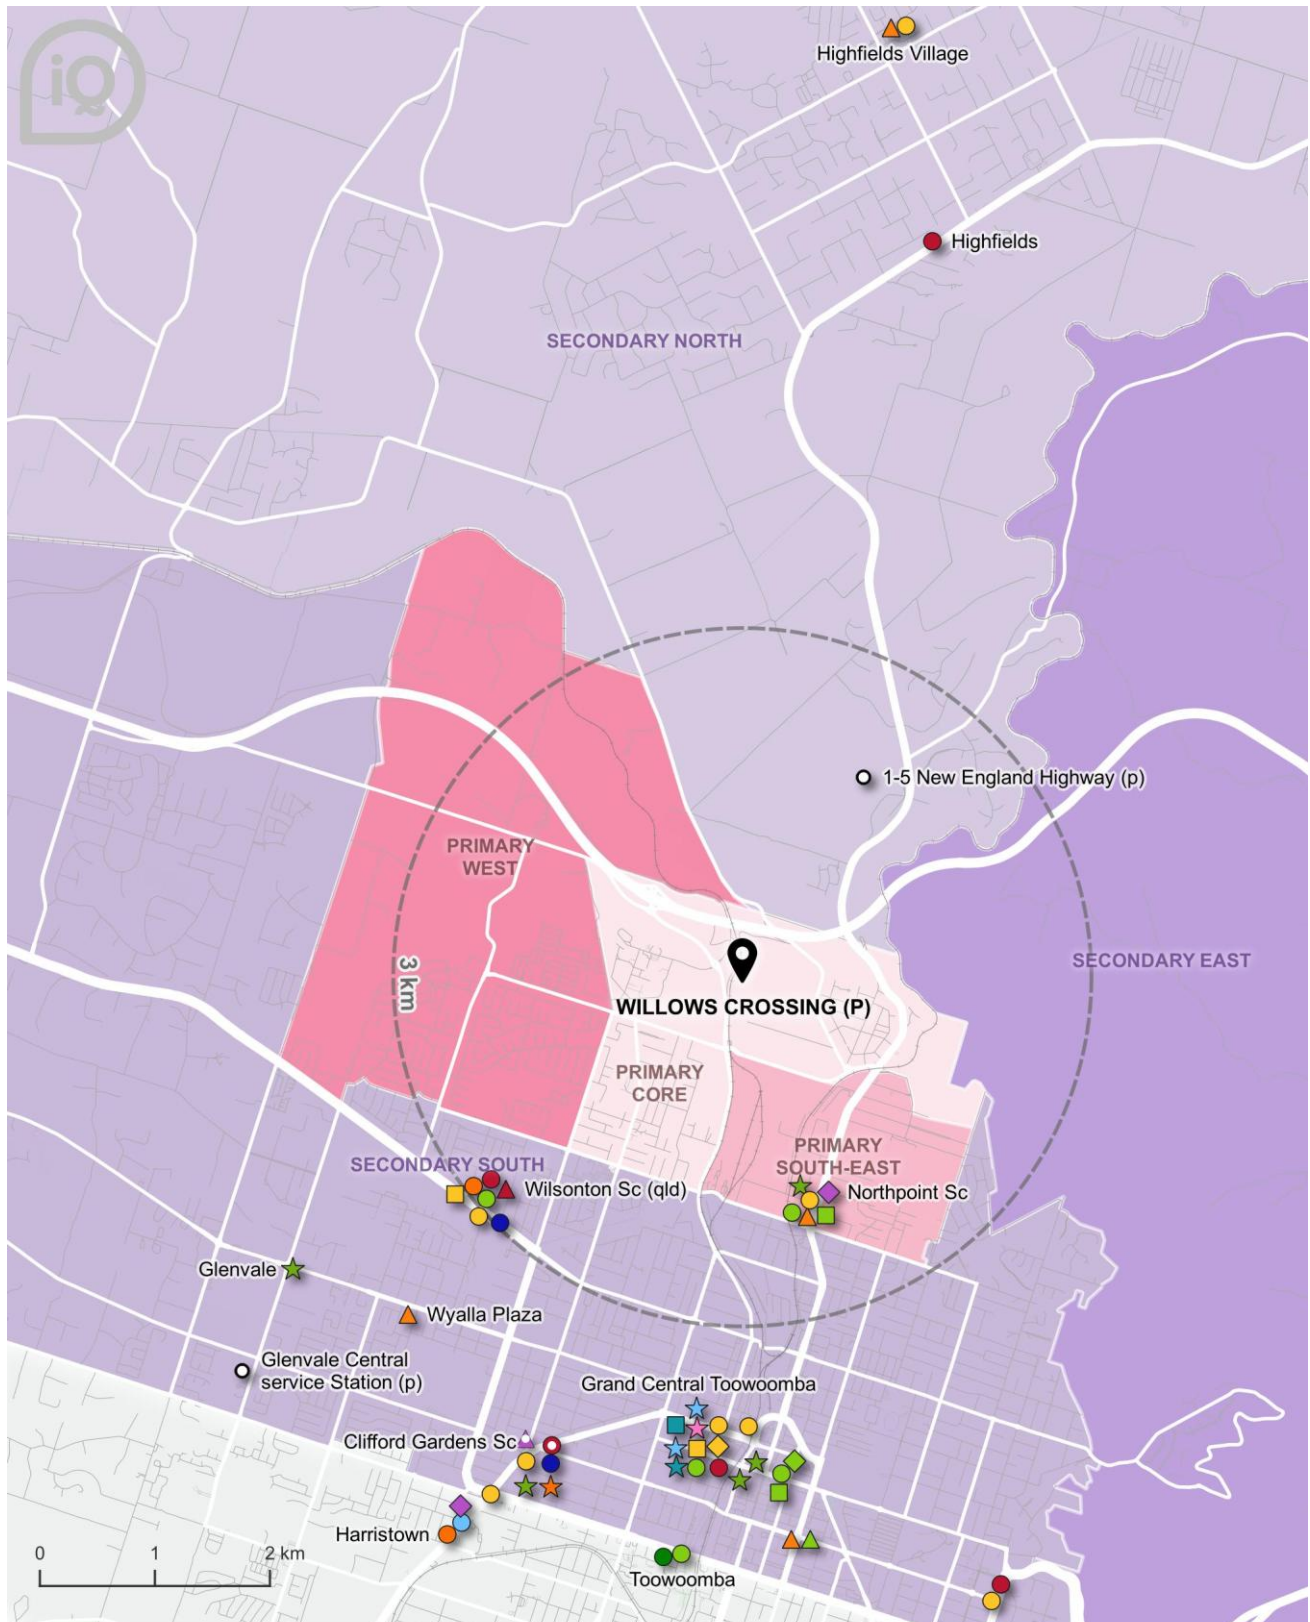 iQ
Highfields Village
Highfields
SECONDARY NORTH
1-5 New England Highway (p)
PRIMARY
WEST
SECONDARY EAST
3 km
WILLOWS CROSSING (P)
PRIMARY
CORE
PRIMARY
SOUTH-EAST
SECONDARY SOUTH
Wilsonton Sc (qld)
Northpoint Sc
Glenvale
Wyalla Plaza
Glenvale Central
service Station (p)
Grand Central Toowoomba
Clifford Gardens Sc
Harristown
Toowoomba
0 1 2 km